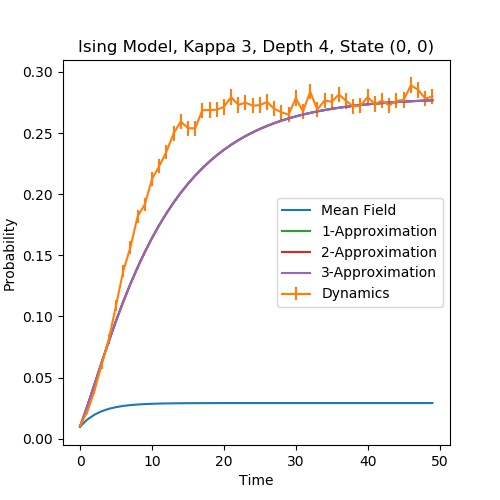 Ising Model, Kappa 3, Depth 4, State (0, 0)
0.30
0.25
0.20
0.15
0.10
0.05
0.00
Probability
Mean Field
1-Approximation
2-Approximation
3-Approximation
Dynamics
0 10 20 30 40 50
Time